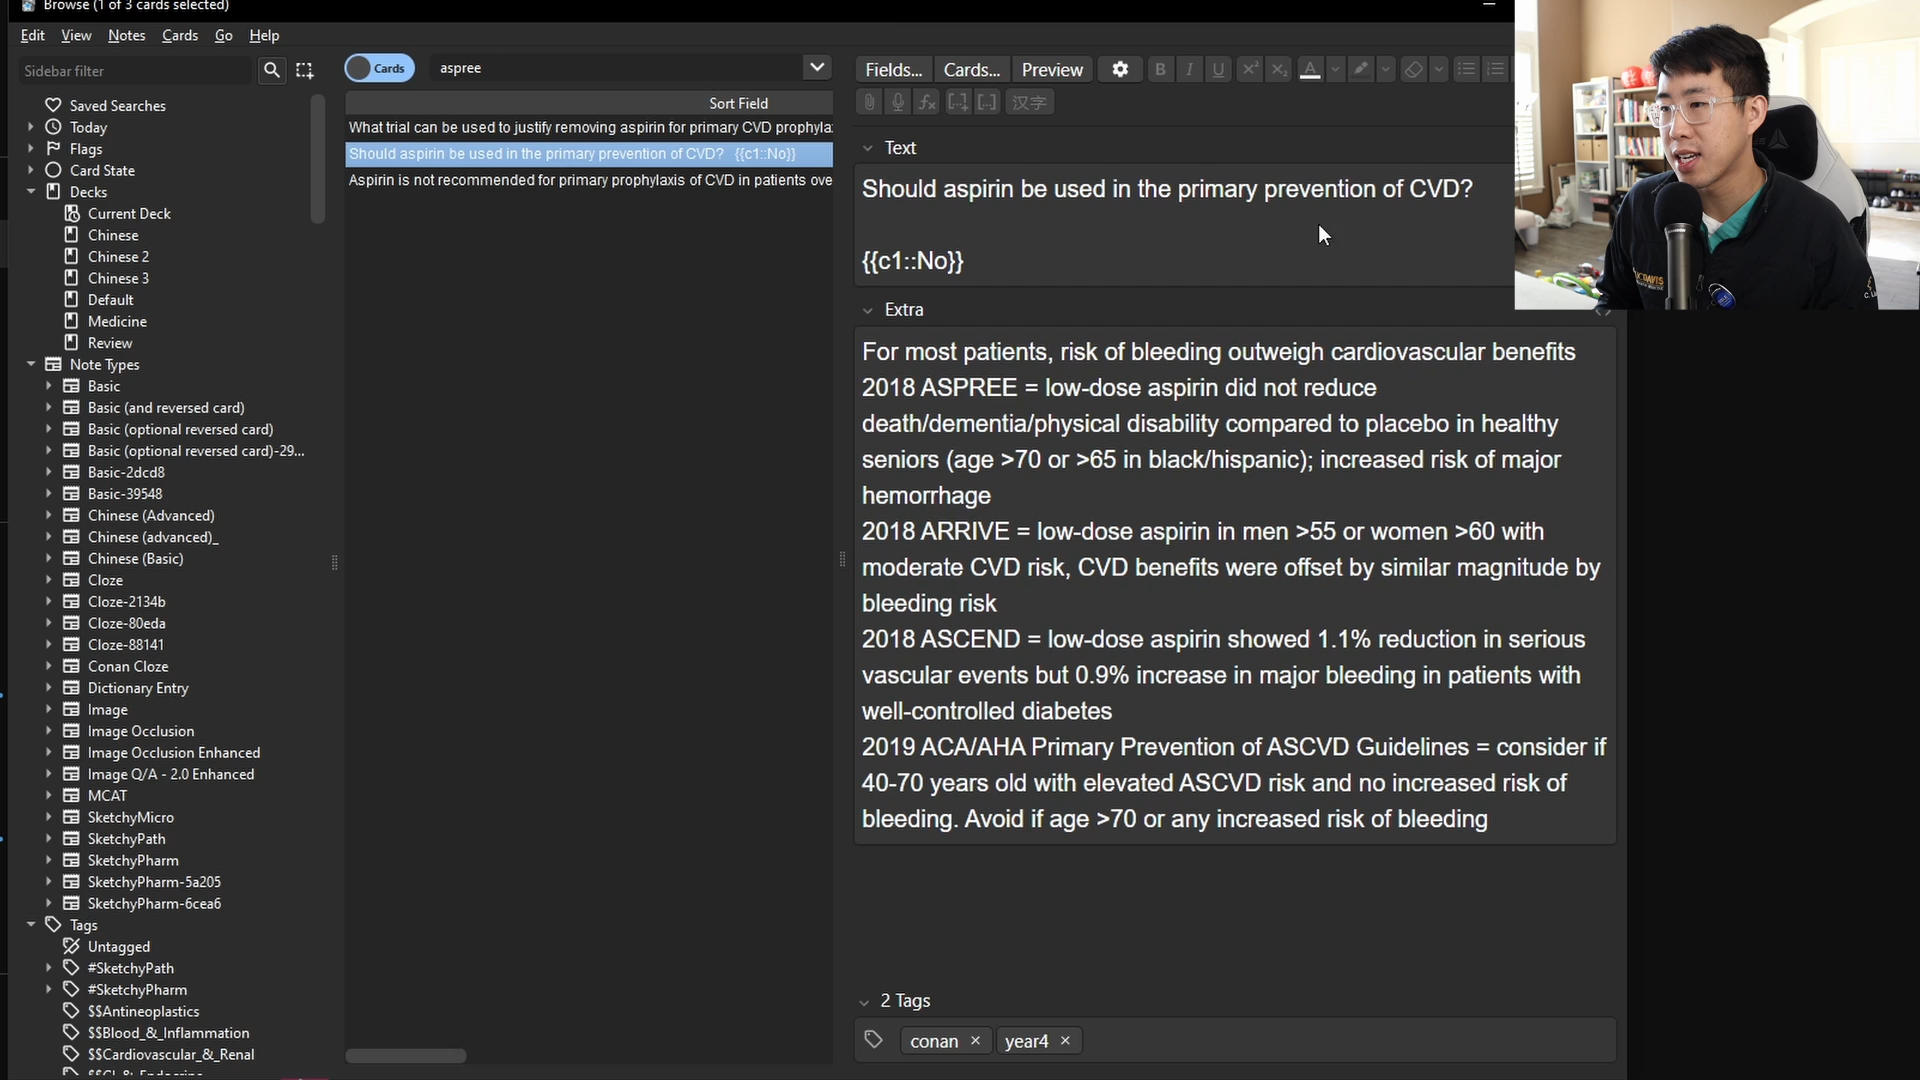 Browse (1 of 3 cards selected)
Edit View Notes Cards Go Help
Sidebar filter
Saved Searches
Today
Flags
Card State
Decks
Current Deck
Chinese
Chinese 2
Chinese 3
Default
Medicine
Review
Note Types
Basic
Basic (and reversed card)
Basic (optional reversed card)
Basic (optional reversed card)-29...
Basic-2dcd8
Basic-39548
Chinese (Advanced)
Chinese (advanced)_
Chinese (Basic)
Cloze
Cloze-2134b
Cloze-80eda
Cloze-88141
Conan Cloze
Dictionary Entry
Image
Image Occlusion
Image Occlusion Enhanced
Image Q/A - 2.0 Enhanced
MCAT
SketchyMicro
SketchyPath
SketchyPharm
SketchyPharm-5a205
SketchyPharm-6cea6
Tags
Untagged
#SketchyPath
#SketchyPharm
$$Antineoplastics
$$Blood_&_Inflammation
$$Cardiovascular_&_Renal
Cards
aspree
Sort Field
What trial can be used to justify removing aspirin for primary CVD prophyla
Should aspirin be used in the primary prevention of CVD? {{c1::No}}
Aspirin is not recommended for primary prophylaxis of CVD in patients ove
Fields... Cards... Preview B I U x² x₂ A
fx [...]+ [...] 汉字
Text
Should aspirin be used in the primary prevention of CVD?
{{c1::No}}
Extra
For most patients, risk of bleeding outweigh cardiovascular benefits
2018 ASPREE = low-dose aspirin did not reduce
death/dementia/physical disability compared to placebo in healthy
seniors (age >70 or >65 in black/hispanic); increased risk of major
hemorrhage
2018 ARRIVE = low-dose aspirin in men >55 or women >60 with
moderate CVD risk, CVD benefits were offset by similar magnitude by
bleeding risk
2018 ASCEND = low-dose aspirin showed 1.1% reduction in serious
vascular events but 0.9% increase in major bleeding in patients with
well-controlled diabetes
2019 ACA/AHA Primary Prevention of ASCVD Guidelines = consider if
40-70 years old with elevated ASCVD risk and no increased risk of
bleeding. Avoid if age >70 or any increased risk of bleeding
2 Tags
conan × year4 ×